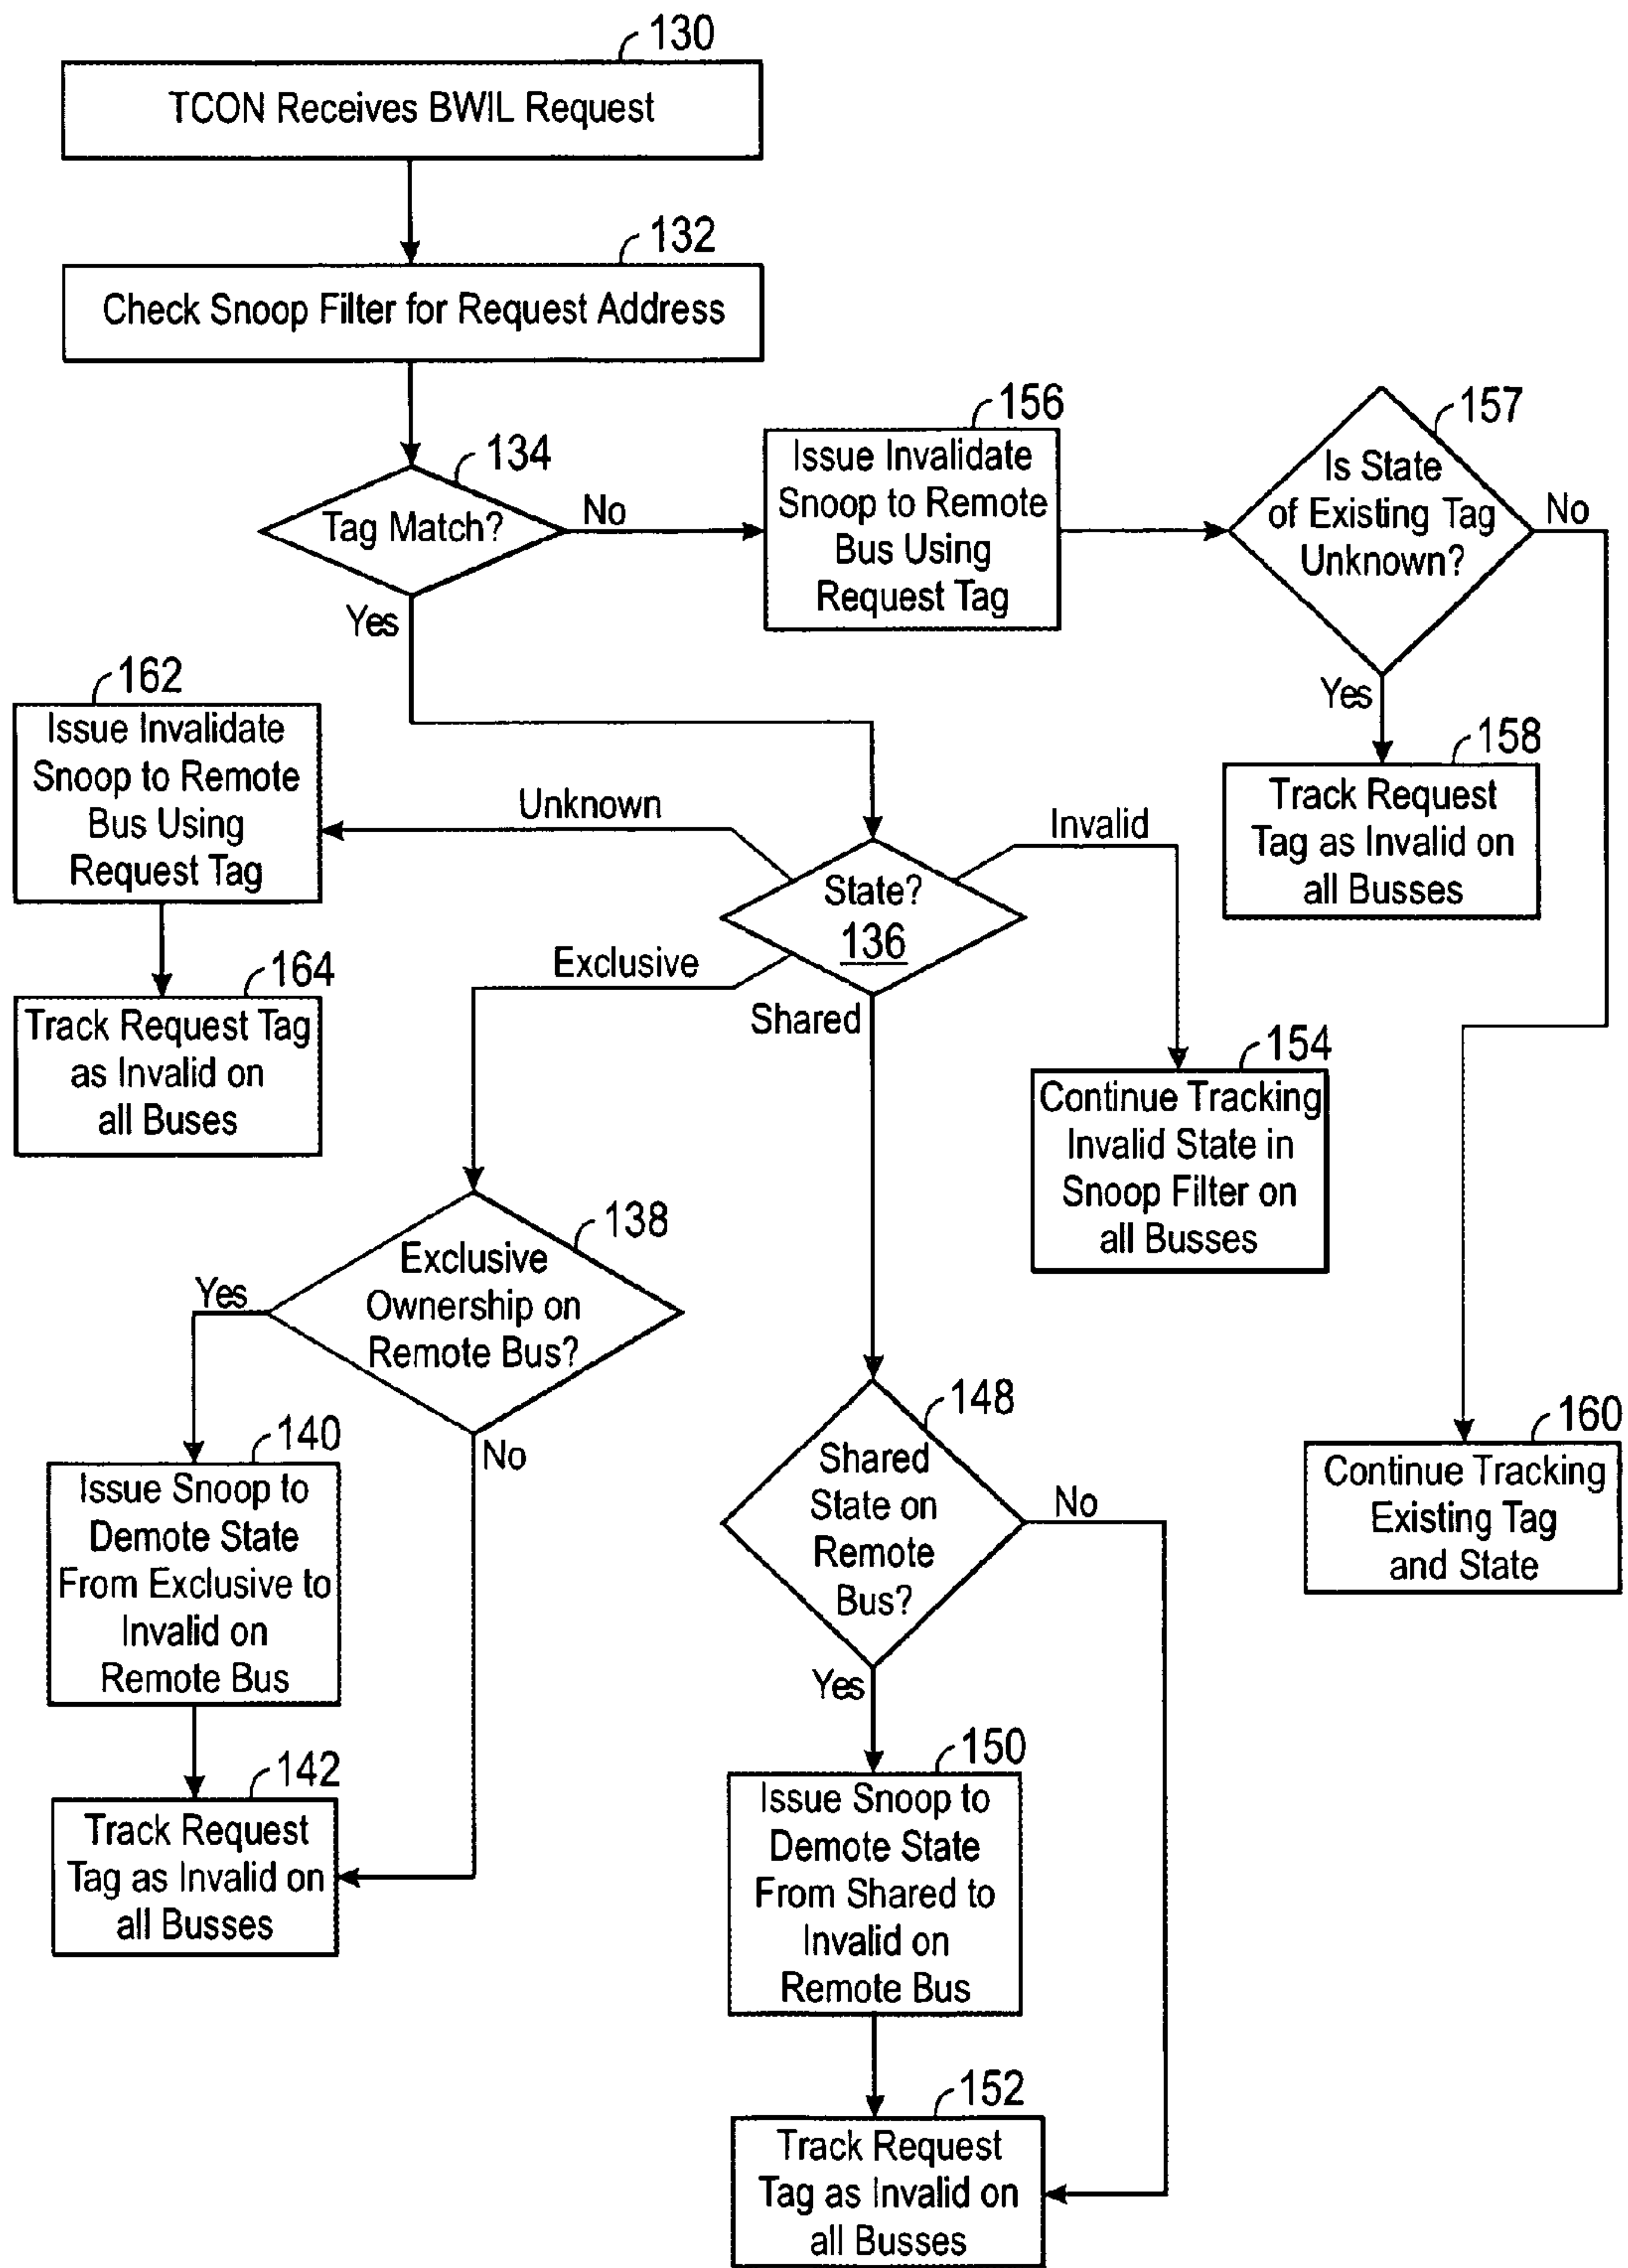 130
TCON Receives BWIL Request
132
Check Snoop Filter for Request Address
134
Tag Match?
No
Yes
156
Issue Invalidate
Snoop to Remote
Bus Using
Request Tag
157
Is State
of Existing Tag
Unknown?
No
Yes
158
Track Request
Tag as Invalid on
all Busses
162
Issue Invalidate
Snoop to Remote
Bus Using
Request Tag
Unknown
Invalid
State?
136
Exclusive
Shared
164
Track Request Tag
as Invalid on
all Buses
154
Continue Tracking
Invalid State in
Snoop Filter on
all Busses
138
Exclusive
Ownership on
Remote Bus?
Yes
No
140
Issue Snoop to
Demote State
From Exclusive to
Invalid on
Remote Bus
142
Track Request
Tag as Invalid on
all Busses
148
Shared
State on
Remote
Bus?
No
Yes
160
Continue Tracking
Existing Tag
and State
150
Issue Snoop to
Demote State
From Shared to
Invalid on
Remote Bus
152
Track Request
Tag as Invalid on
all Busses